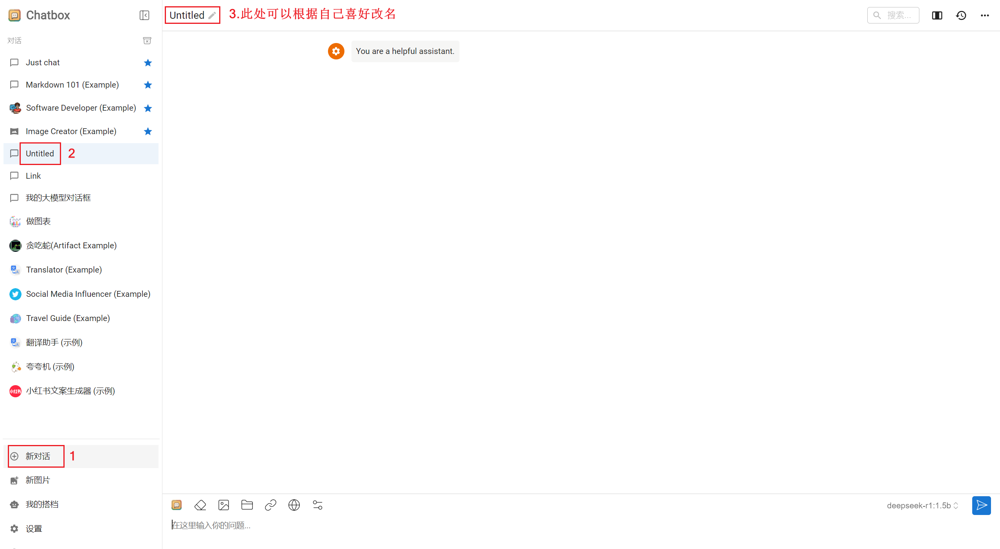 Chatbox
对话
Just chat
Markdown 101 (Example)
Software Developer (Example)
Image Creator (Example)
Untitled 2
Link
我的大模型对话框
做图表
贪吃蛇(Artifact Example)
Translator (Example)
Social Media Influencer (Example)
Travel Guide (Example)
翻译助手 (示例)
夸夸机 (示例)
小红书 小红书文案生成器 (示例)
新对话 1
新图片
我的搭档
设置
Untitled 3.此处可以根据自己喜好改名
搜索...
You are a helpful assistant.
deepseek-r1:1.5b
在这里输入你的问题...